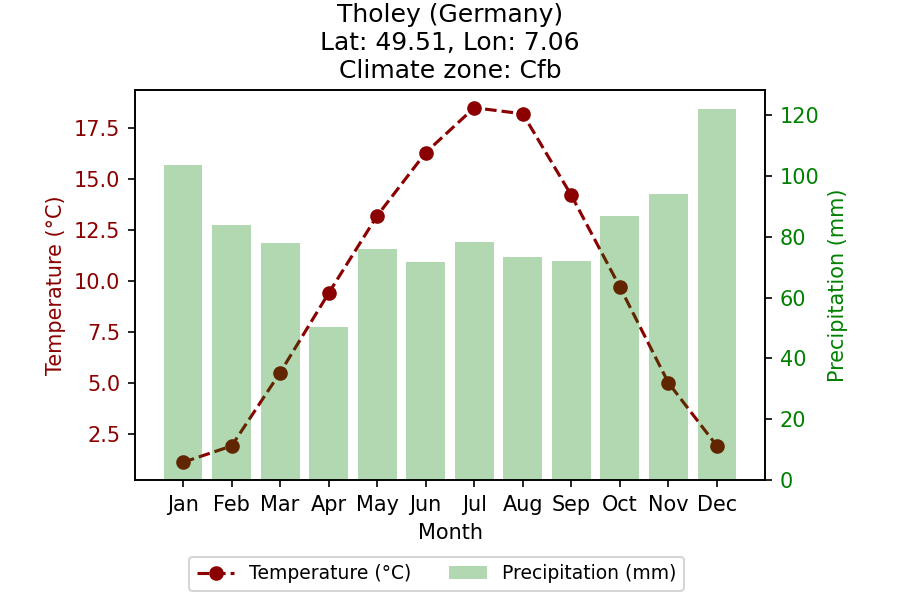 Tholey (Germany)
Lat: 49.51, Lon: 7.06
Climate zone: Cfb
Temperature (°C)
17.5
15.0
12.5
10.0
7.5
5.0
2.5
120
100
80
60
40
20
0
Precipitation (mm)
Jan Feb Mar Apr May Jun Jul Aug Sep Oct Nov Dec
Month
Temperature (°C) Precipitation (mm)